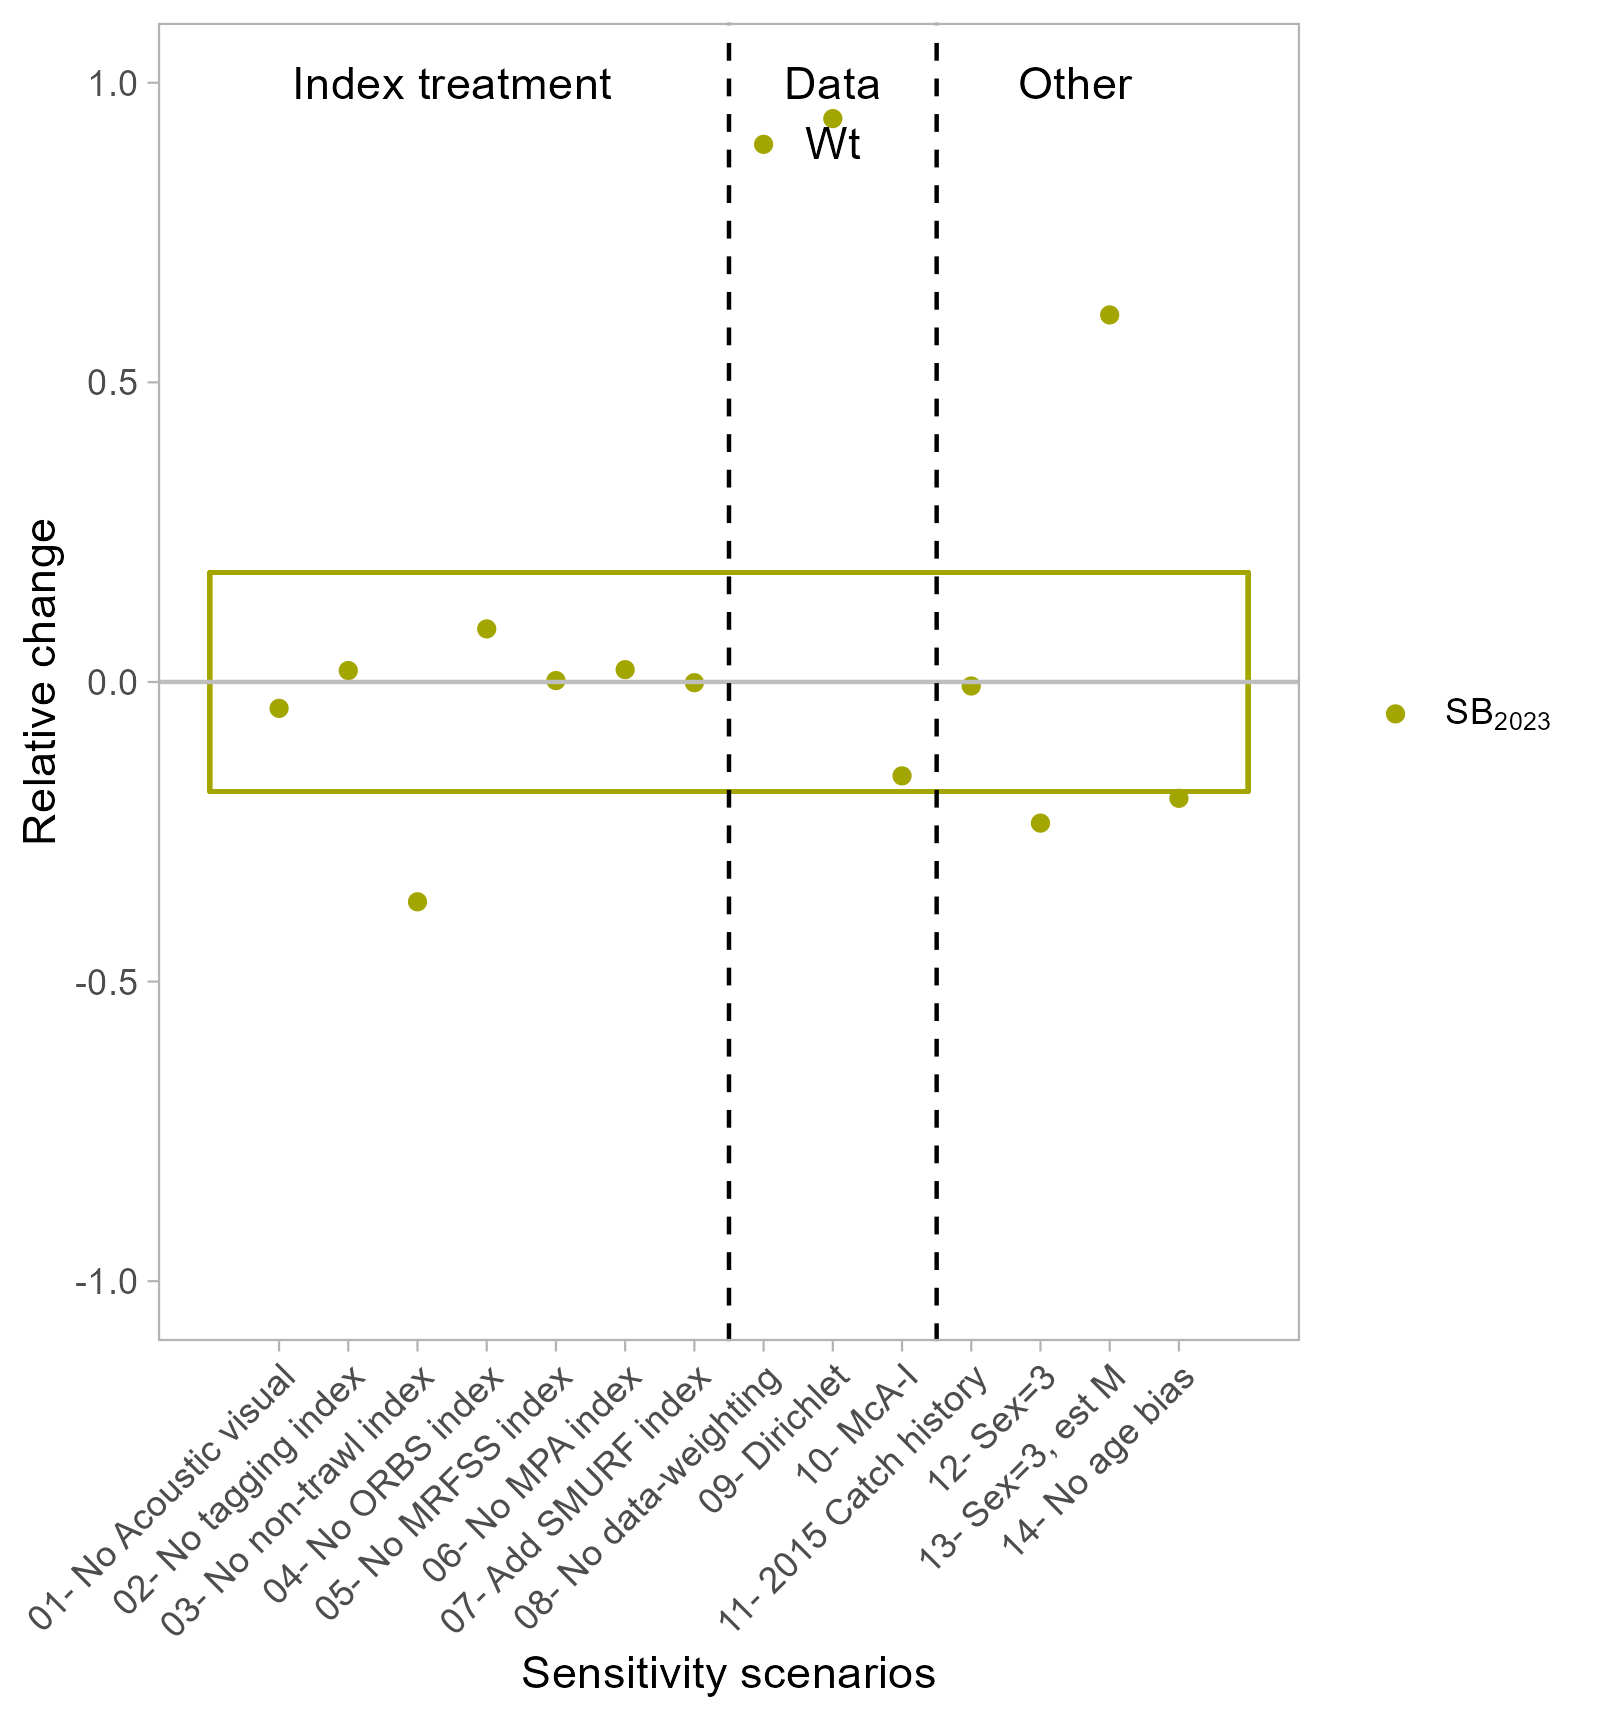 Index treatment
Data
Wt
Other
1.0
0.5
0.0
-0.5
-1.0
Relative change
SB2023
01- No Acoustic visual
02- No tagging index
03- No non-trawl index
04- No ORBS index
05- No MRFSS index
06- No MPA index
07- Add SMURF index
08- No data-weighting
09- Dirichlet
10- McA-I
11- 2015 Catch history
12- Sex=3
13- Sex=3, est M
14- No age bias
Sensitivity scenarios